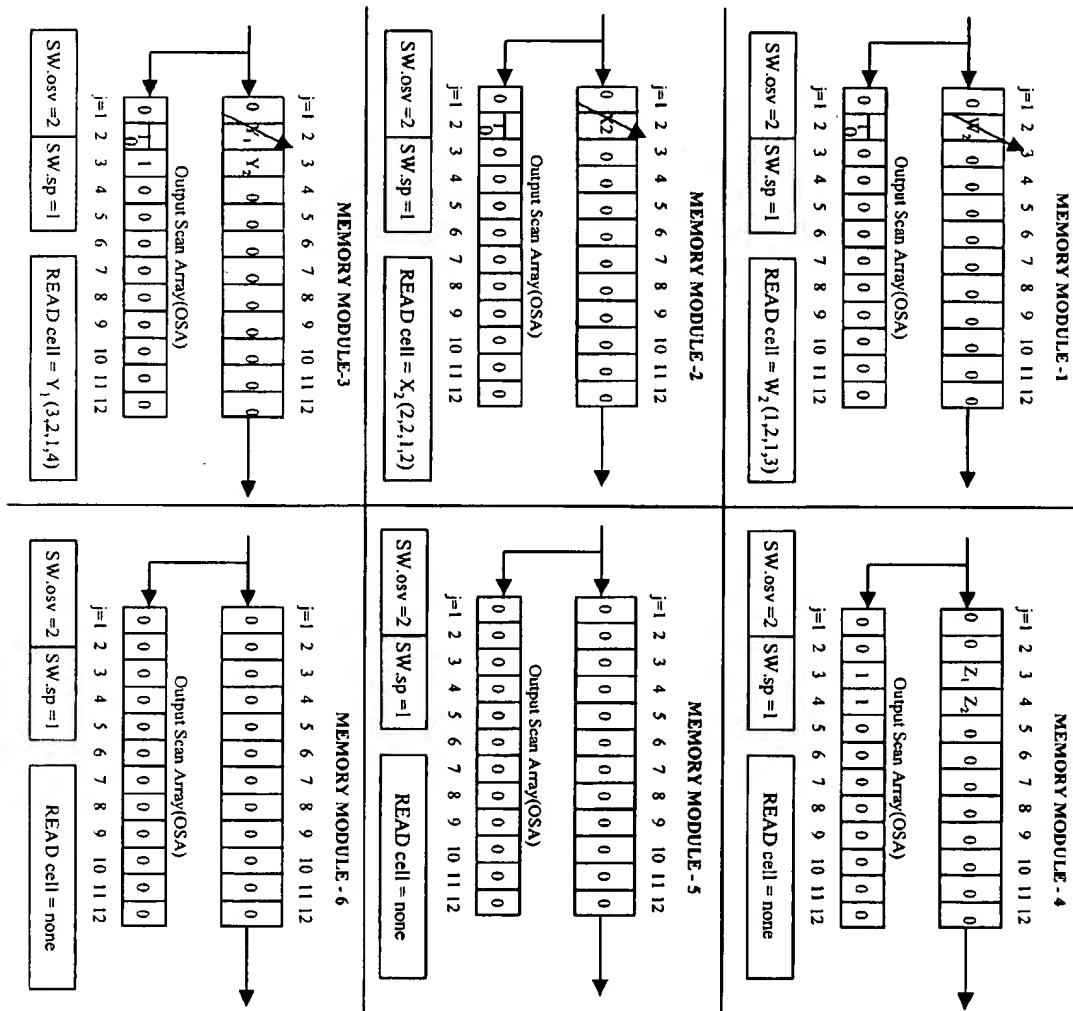 MEMORY MODULE -1
j=1 2 3 4 5 6 7 8 9 10 11 12
0 W₂ 0 0 0 0 0 0 0 0 0 0
Output Scan Array(OSA)
0 1 0 0 0 0 0 0 0 0 0 0
0
j=1 2 3 4 5 6 7 8 9 10 11 12
SW.osv =2 SW.sp =1 READ cell = W₂ (1,2,1,3)
MEMORY MODULE - 4
j=1 2 3 4 5 6 7 8 9 10 11 12
0 0 Z₁ Z₂ 0 0 0 0 0 0 0 0
Output Scan Array(OSA)
0 0 1 1 0 0 0 0 0 0 0 0
j=1 2 3 4 5 6 7 8 9 10 11 12
SW.osv =2 SW.sp =1 READ cell = none
MEMORY MODULE -2
j=1 2 3 4 5 6 7 8 9 10 11 12
0 X2 0 0 0 0 0 0 0 0 0 0
Output Scan Array(OSA)
0 1 0 0 0 0 0 0 0 0 0 0
0
j=1 2 3 4 5 6 7 8 9 10 11 12
SW.osv =2 SW.sp =1 READ cell = X₂ (2,2,1,2)
MEMORY MODULE - 5
j=1 2 3 4 5 6 7 8 9 10 11 12
0 0 0 0 0 0 0 0 0 0 0 0
Output Scan Array(OSA)
0 0 0 0 0 0 0 0 0 0 0 0
j=1 2 3 4 5 6 7 8 9 10 11 12
SW.osv =2 SW.sp =1 READ cell = none
MEMORY MODULE-3
j=1 2 3 4 5 6 7 8 9 10 11 12
0 Y₁ Y₂ 0 0 0 0 0 0 0 0 0
Output Scan Array(OSA)
0 1 1 0 0 0 0 0 0 0 0 0
0
j=1 2 3 4 5 6 7 8 9 10 11 12
SW.osv =2 SW.sp =1 READ cell = Y₁ (3,2,1,4)
MEMORY MODULE - 6
j=1 2 3 4 5 6 7 8 9 10 11 12
0 0 0 0 0 0 0 0 0 0 0 0
Output Scan Array(OSA)
0 0 0 0 0 0 0 0 0 0 0 0
j=1 2 3 4 5 6 7 8 9 10 11 12
SW.osv =2 SW.sp =1 READ cell = none